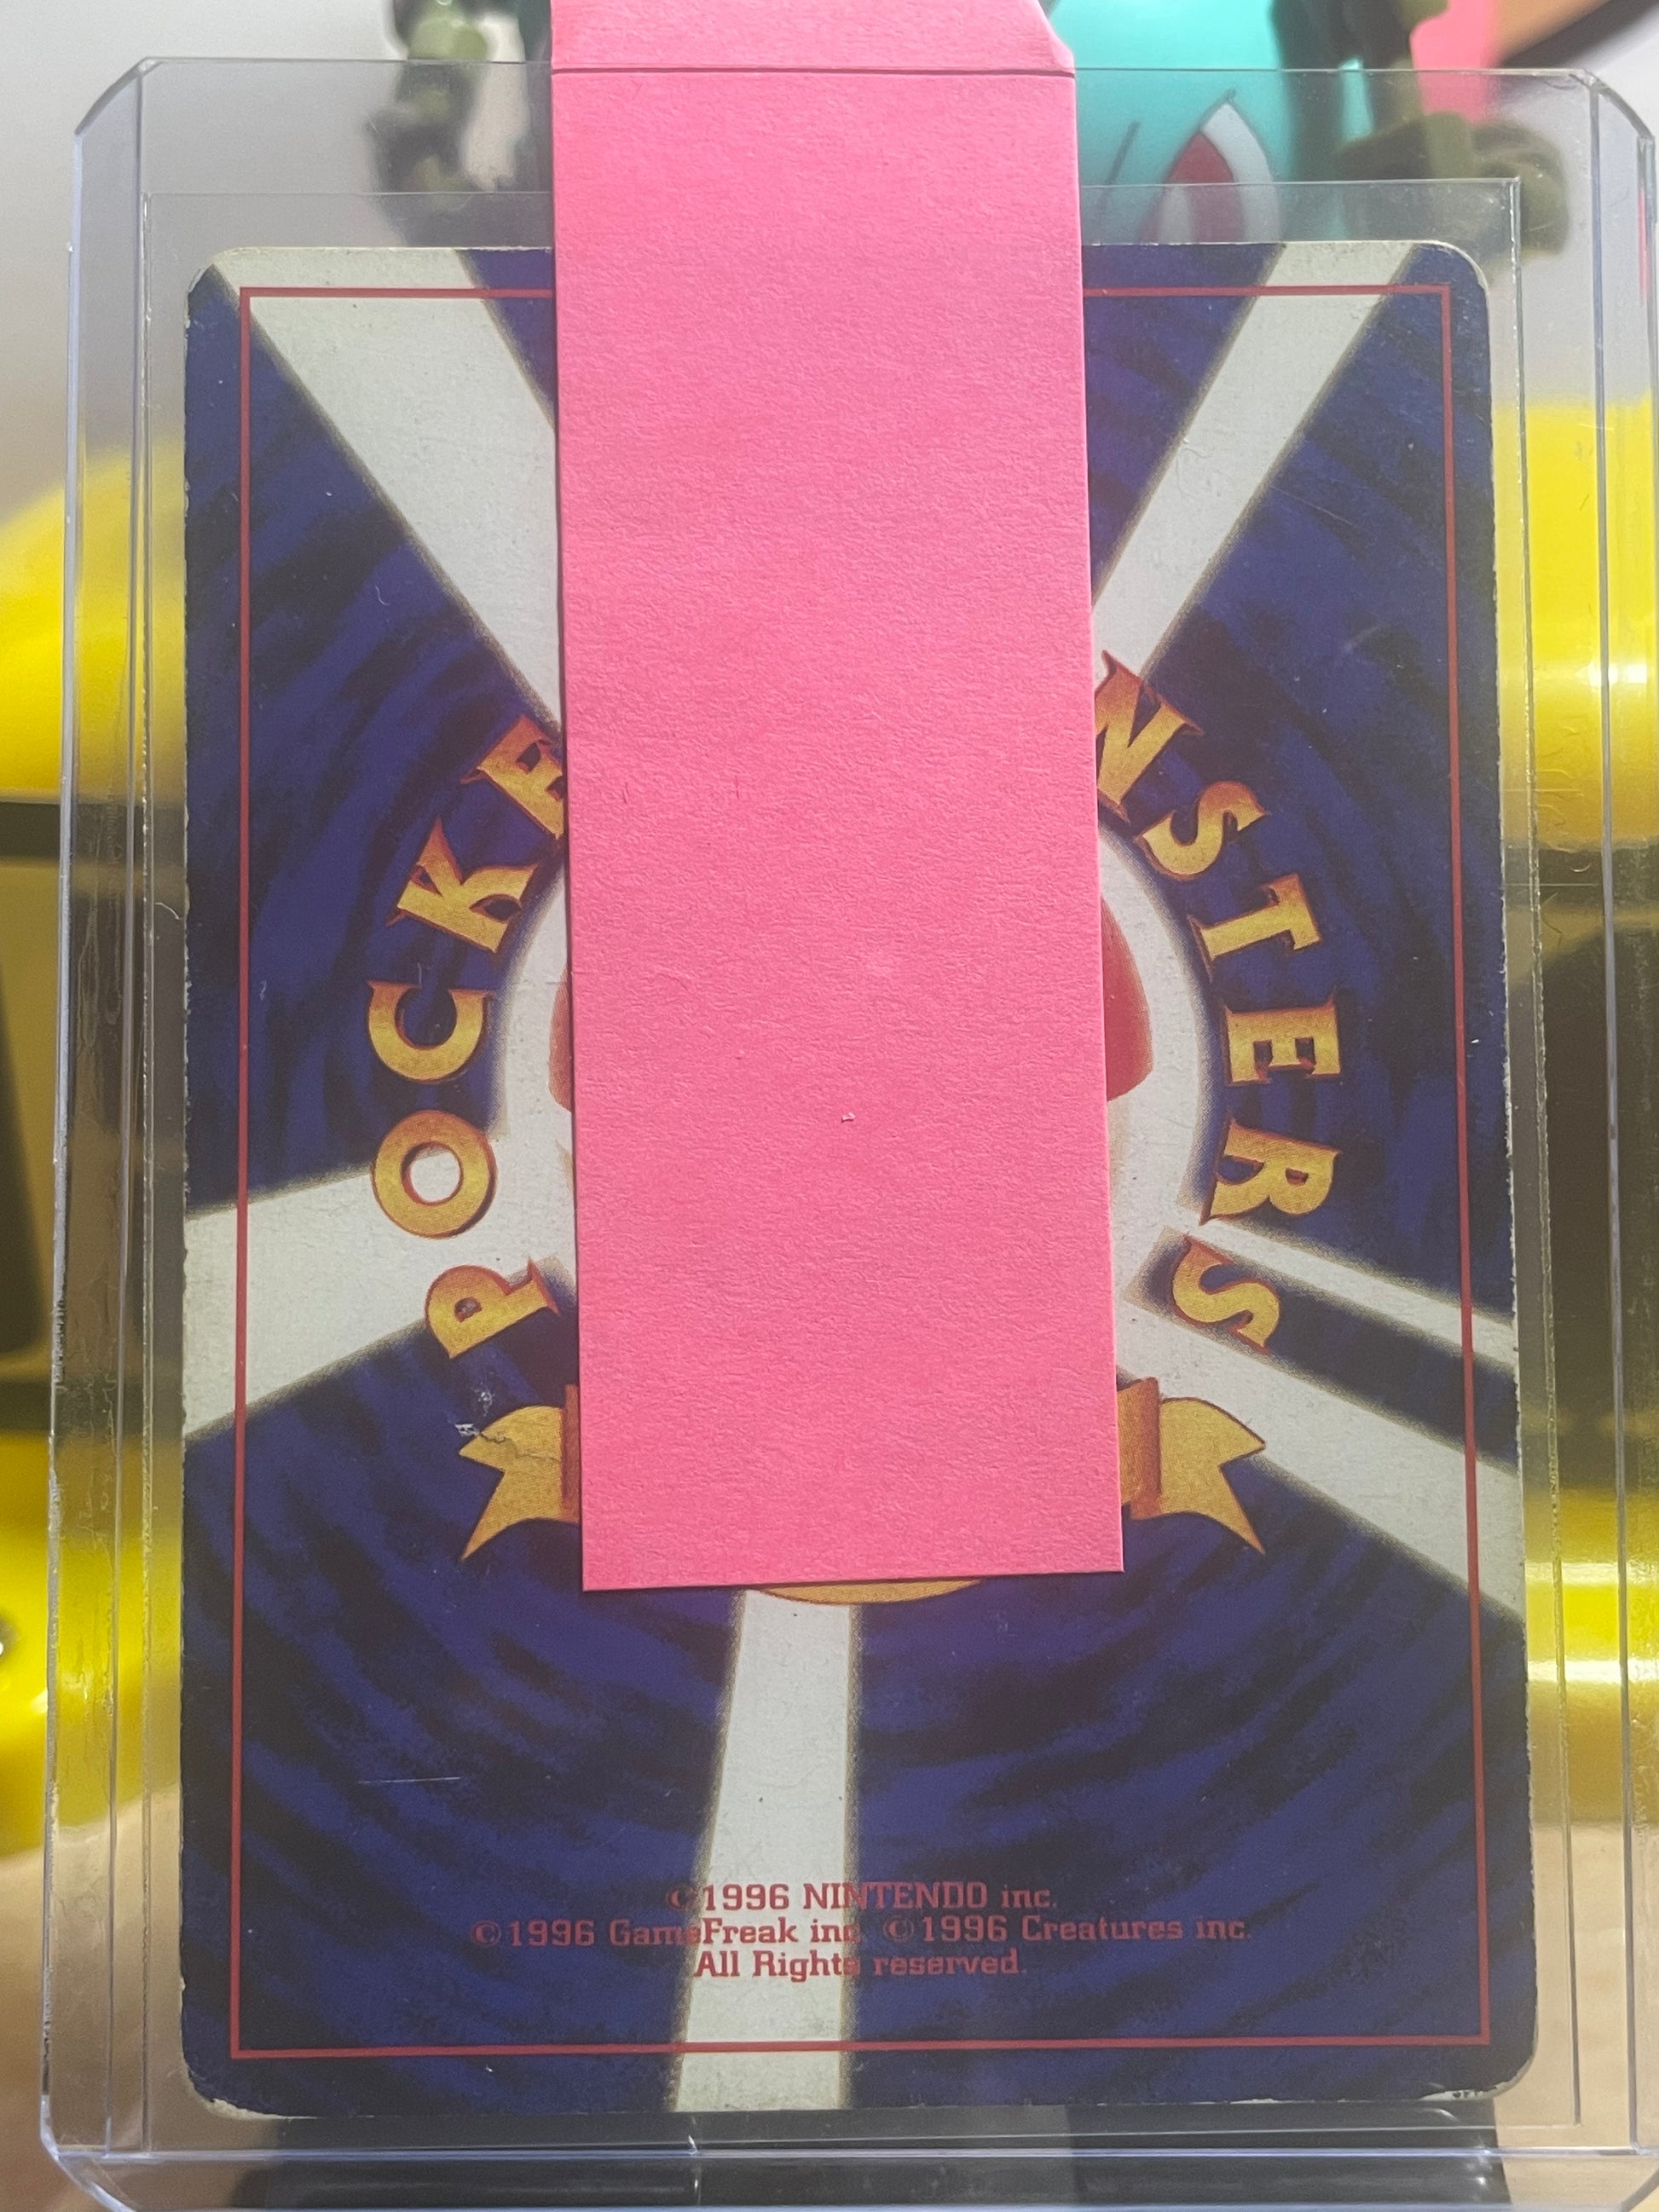 POCKE NSTERS
©1996 NINTENDO inc.
©1996 GameFreak inc. ©1996 Creatures inc.
All Rights reserved.